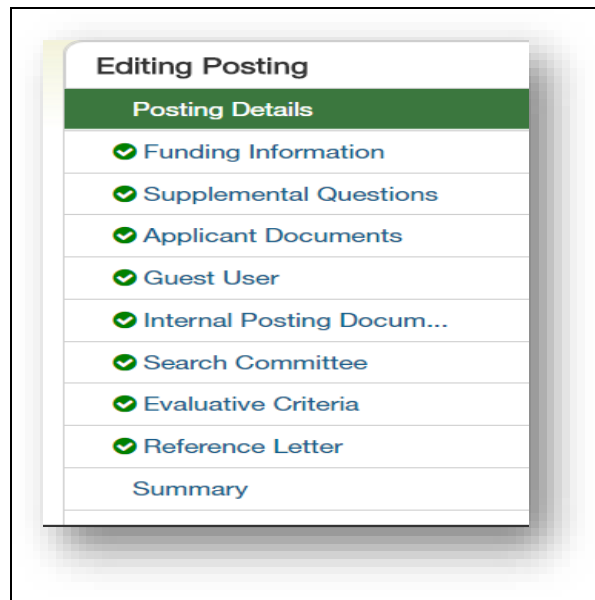 Editing Posting
Posting Details
Funding Information
Supplemental Questions
Applicant Documents
Guest User
Internal Posting Docum...
Search Committee
Evaluative Criteria
Reference Letter
Summary